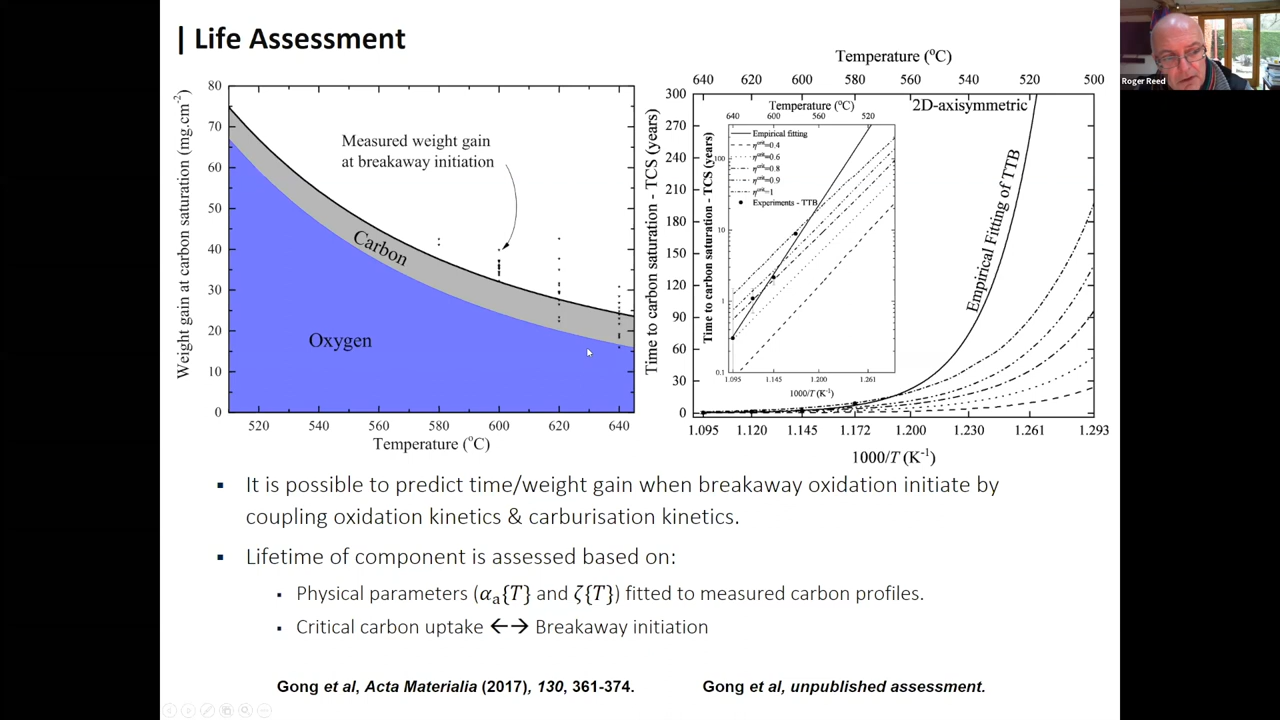 | Life Assessment
Roger Reed
80
70
60
50
40
30
20
10
0
Weight gain at carbon saturation (mg.cm-2)
Measured weight gain
at breakaway initiation
Carbon
Oxygen
520 540 560 580 600 620 640
Temperature (oC)
Temperature (oC)
640 620 600 580 560 540 520 500
300
270
240
210
180
150
120
90
60
30
0
Time to carbon saturation - TCS (years)
2D-axisymmetric
Empirical Fitting of TTB
Temperature (oC)
640 600 560 520
Empirical fitting
ηcrit=0.4
ηcrit=0.6
ηcrit=0.8
ηcrit=0.9
ηcrit=1
Experiments - TTB
100
10
1
0.1
Time to carbon saturation - TCS (years)
1.095 1.145 1.200 1.261
1000/T (K-1)
1.095 1.120 1.145 1.172 1.200 1.230 1.261 1.293
1000/T (K-1)
▪ It is possible to predict time/weight gain when breakaway oxidation initiate by
coupling oxidation kinetics & carburisation kinetics.
▪ Lifetime of component is assessed based on:
▪ Physical parameters (αa{T} and ζ{T}) fitted to measured carbon profiles.
▪ Critical carbon uptake ←→ Breakaway initiation
Gong et al, Acta Materialia (2017), 130, 361-374.
Gong et al, unpublished assessment.